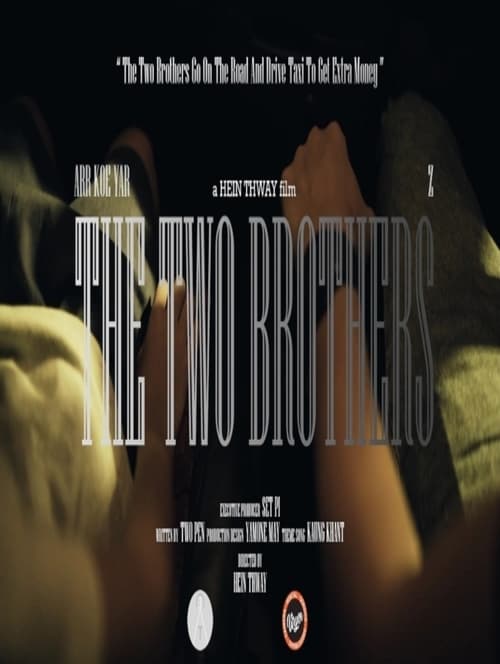 “The Two Brothers Go On The Road And Drive Taxi To Get Extra Money”
ARR KOE YAR a HEIN THWAY film Z
THE TWO BROTHERS
EXECUTIVE PRODUCER SET PI
WRITTEN BY TWO PEN PRODUCTION DESIGN YAMONE MAY THEME SONG KAUNG KHANT
DIRECTED BY
HEIN THWAY